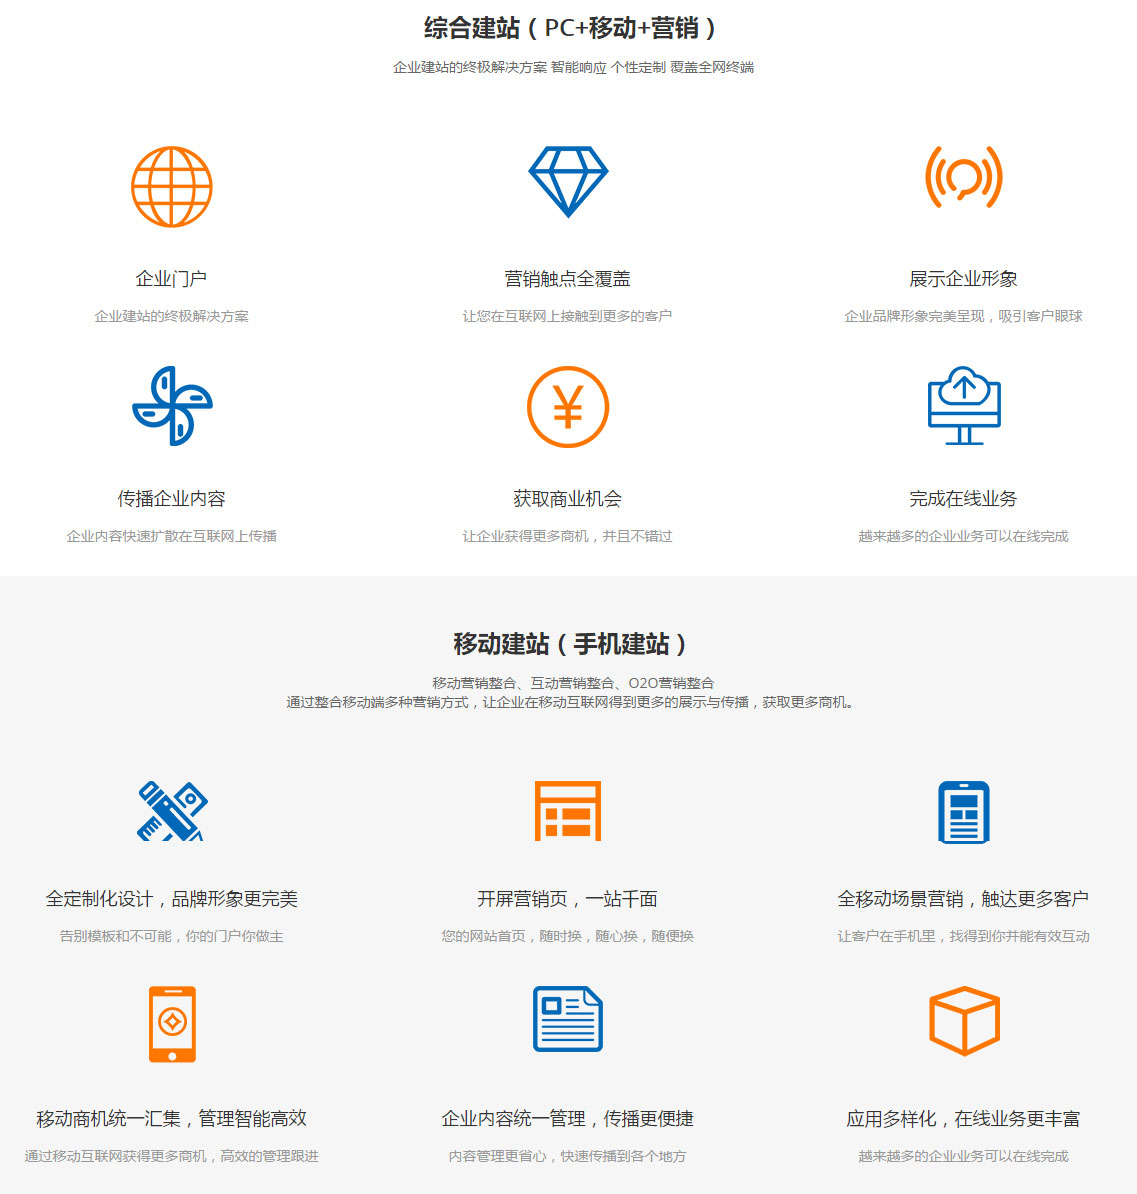 综合建站（PC+移动+营销）
企业建站的终极解决方案 智能响应 个性定制 覆盖全网终端
企业门户
营销触点全覆盖
展示企业形象
企业建站的终极解决方案
让您在互联网上接触到更多的客户
企业品牌形象完美呈现，吸引客户眼球
¥
传播企业内容
获取商业机会
完成在线业务
企业内容快速扩散在互联网上传播
让企业获得更多商机，并且不错过
越来越多的企业业务可以在线完成
移动建站（手机建站）
移动营销整合、互动营销整合、O2O营销整合
通过整合移动端多种营销方式，让企业在移动互联网得到更多的展示与传播，获取更多商机。
全定制化设计，品牌形象更完美
开屏营销页，一站千面
全移动场景营销，触达更多客户
告别模板和不可能，你的门户你做主
您的网站首页，随时换，随心换，随便换
让客户在手机里，找得到你并能有效互动
移动商机统一汇集，管理智能高效
企业内容统一管理，传播更便捷
应用多样化，在线业务更丰富
通过移动互联网获得更多商机，高效的管理跟进
内容管理更省心，快速传播到各个地方
越来越多的企业业务可以在线完成